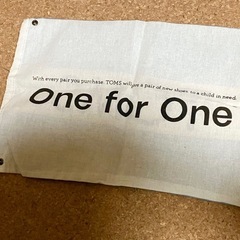 With every pair you purchase, TOMS will give a pair of new shoes to a child in need.
One for One